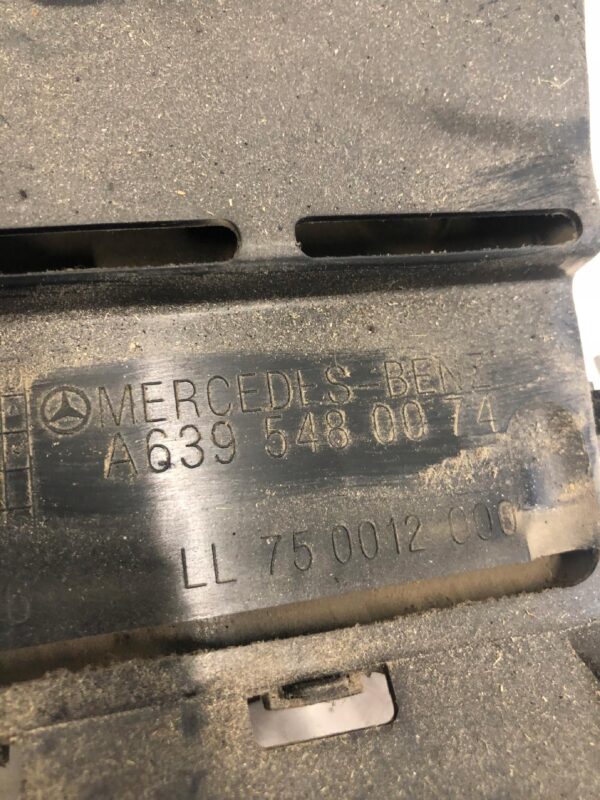 MERCEDES-BENZ
A639 548 00 74
LL 75 0012 000